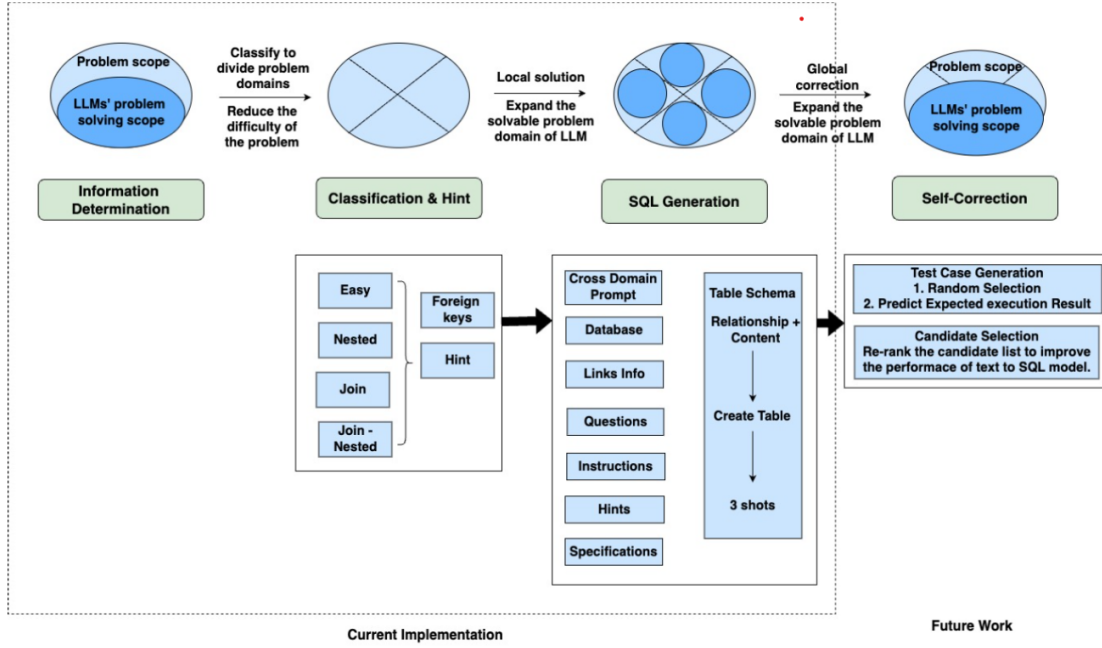 Problem scope
LLMs' problem
solving scope
Classify to
divide problem
domains
Reduce the
difficulty of
the problem
Local solution
Expand the
solvable problem
domain of LLM
Global
correction
Expand the
solvable problem
domain of LLM
Problem scope
LLMs' problem
solving scope
Information
Determination
Classification & Hint
SQL Generation
Self-Correction
Easy
Nested
Join
Join -
Nested
Foreign
keys
Hint
Cross Domain
Prompt
Database
Links Info
Questions
Instructions
Hints
Specifications
Table Schema
Relationship +
Content
Create Table
3 shots
Test Case Generation
1. Random Selection
2. Predict Expected execution Result
Candidate Selection
Re-rank the candidate list to improve
the performace of text to SQL model.
Current Implementation
Future Work